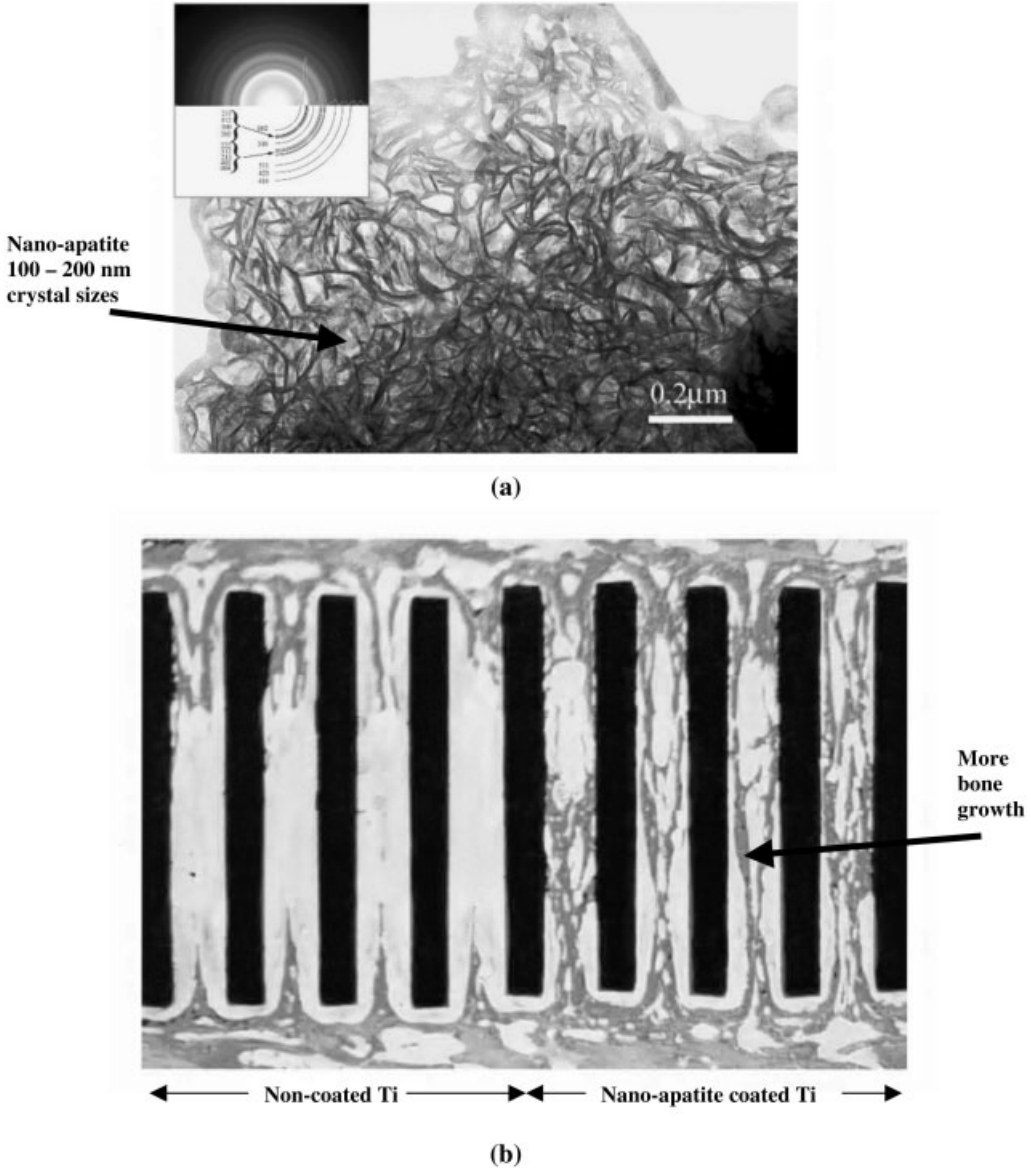 Nano-apatite
100 – 200 nm
crystal sizes
0.2μm
(a)
More
bone
growth
Non-coated Ti
Nano-apatite coated Ti
(b)